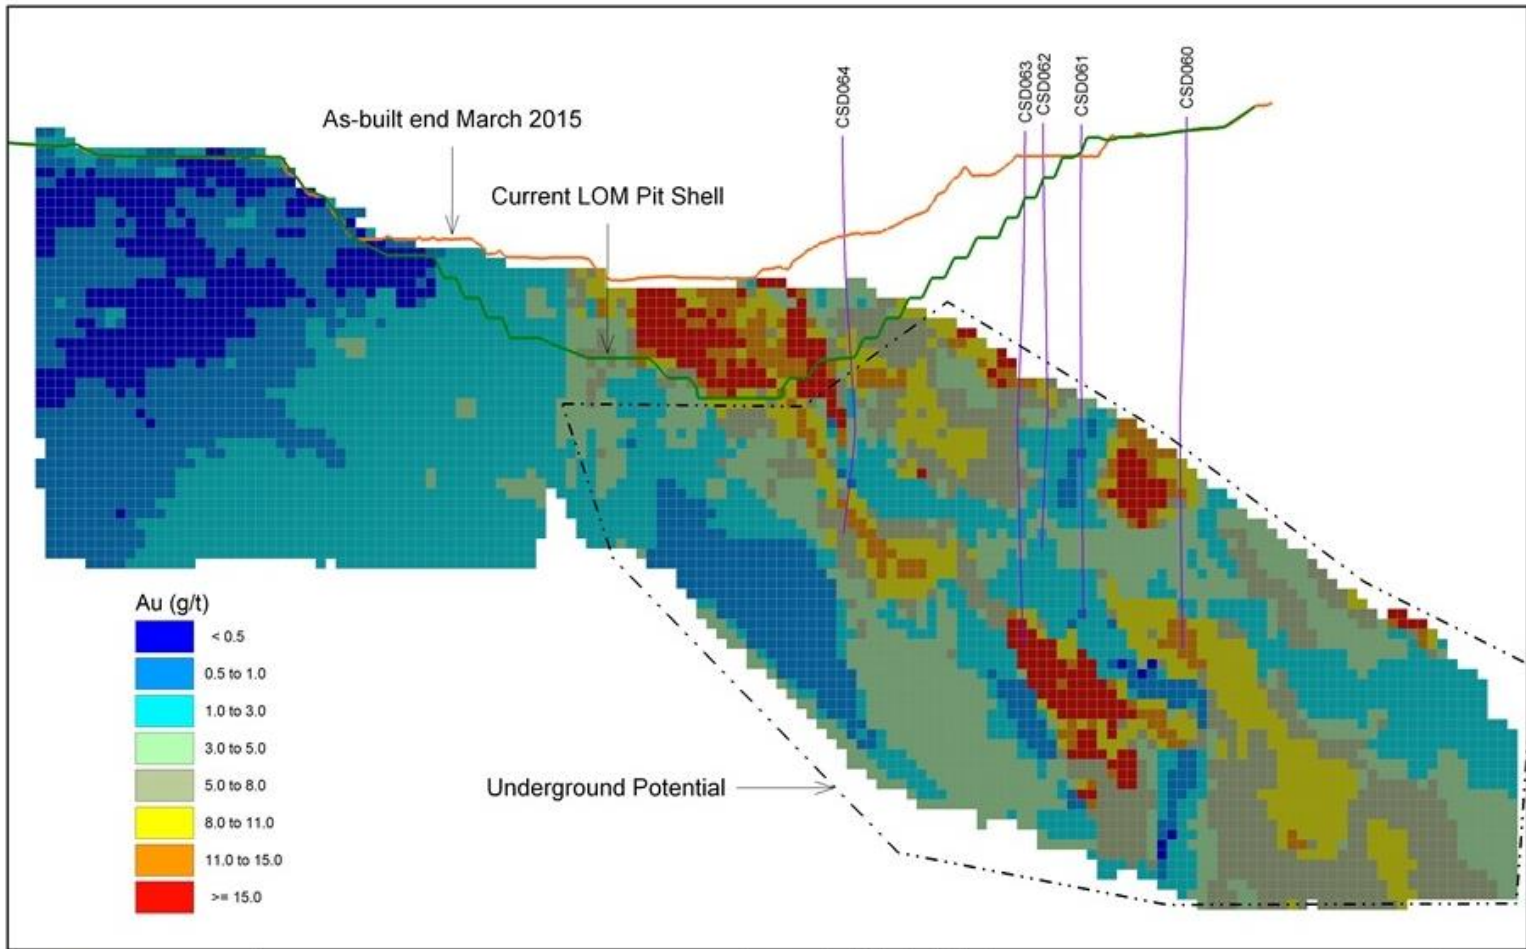 CSD064
CSD063
CSD062
CSD061
CSD060
As-built end March 2015
Current LOM Pit Shell
Au (g/t)
< 0.5
0.5 to 1.0
1.0 to 3.0
3.0 to 5.0
5.0 to 8.0
8.0 to 11.0
11.0 to 15.0
>= 15.0
Underground Potential